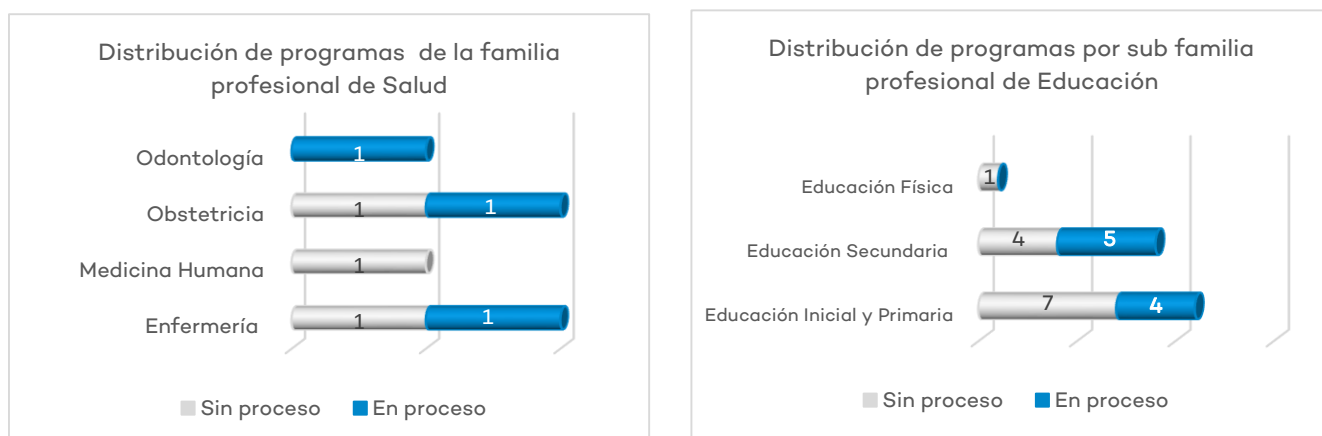 Distribución de programas de la familia
profesional de Salud
Odontología
1
Obstetricia
1 1
Medicina Humana
1
Enfermería
1 1
Sin proceso En proceso
Distribución de programas por sub familia
profesional de Educación
Educación Física
1
Educación Secundaria
4 5
Educación Inicial y Primaria
7 4
Sin proceso En proceso